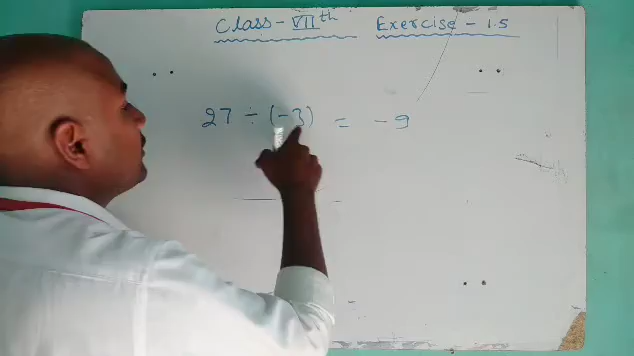 Class - VIIth Exercise - 1.5
27 ÷ (-3) = -9